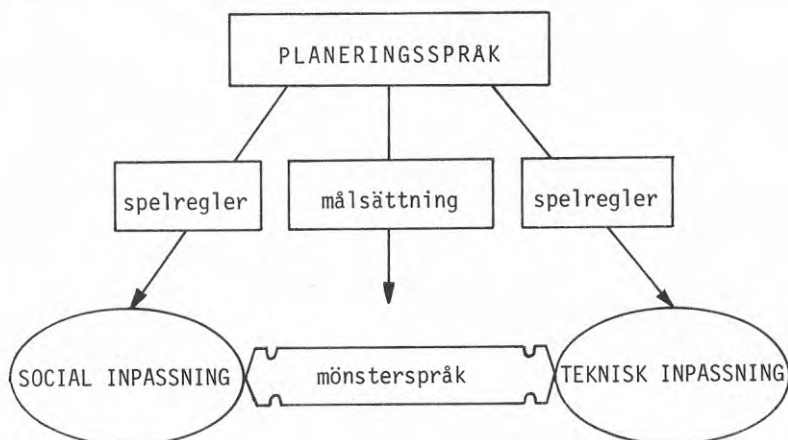 PLANERINGSSPRÅK
spelregler
målsättning
spelregler
SOCIAL INPASSNING
mönsterspråk
TEKNISK INPASSNING